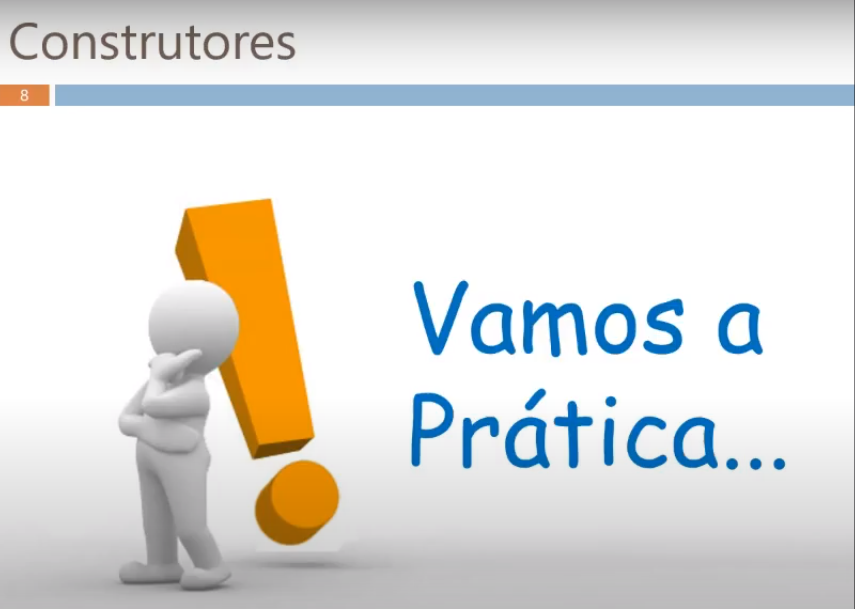 Construtores
8
Vamos a
Prática...